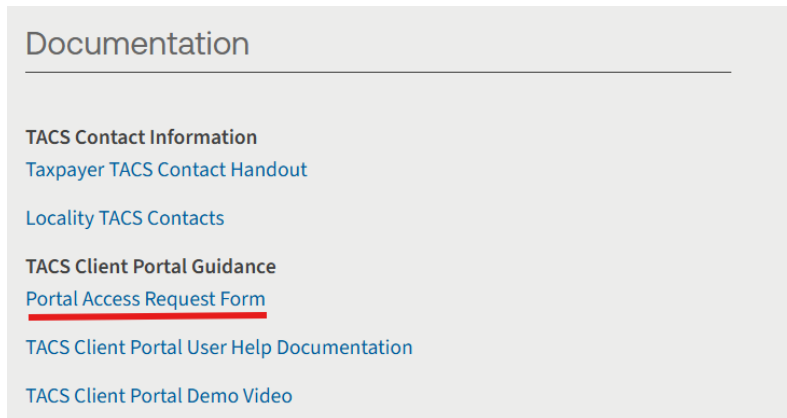 Documentation
TACS Contact Information
Taxpayer TACS Contact Handout
Locality TACS Contacts
TACS Client Portal Guidance
Portal Access Request Form
TACS Client Portal User Help Documentation
TACS Client Portal Demo Video